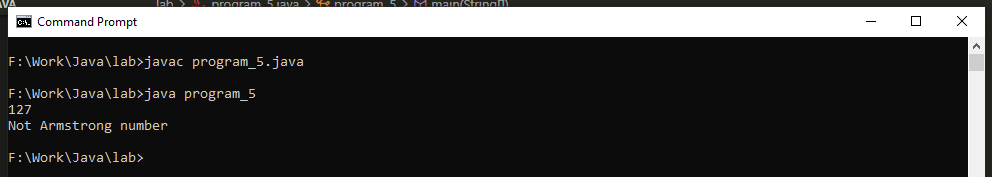 AVA lab > program_5.java > program_5 > main(String[])
Command Prompt
F:\Work\Java\lab>javac program_5.java
F:\Work\Java\lab>java program_5
127
Not Armstrong number
F:\Work\Java\lab>